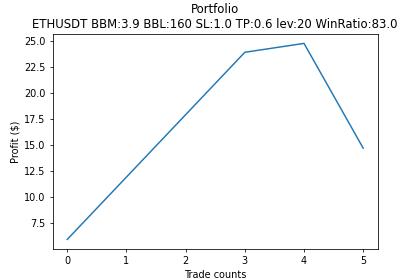 Portfolio
ETHUSDT BBM:3.9 BBL:160 SL:1.0 TP:0.6 lev:20 WinRatio:83.0
25.0
22.5
20.0
17.5
15.0
12.5
10.0
7.5
Profit ($)
0 1 2 3 4 5
Trade counts